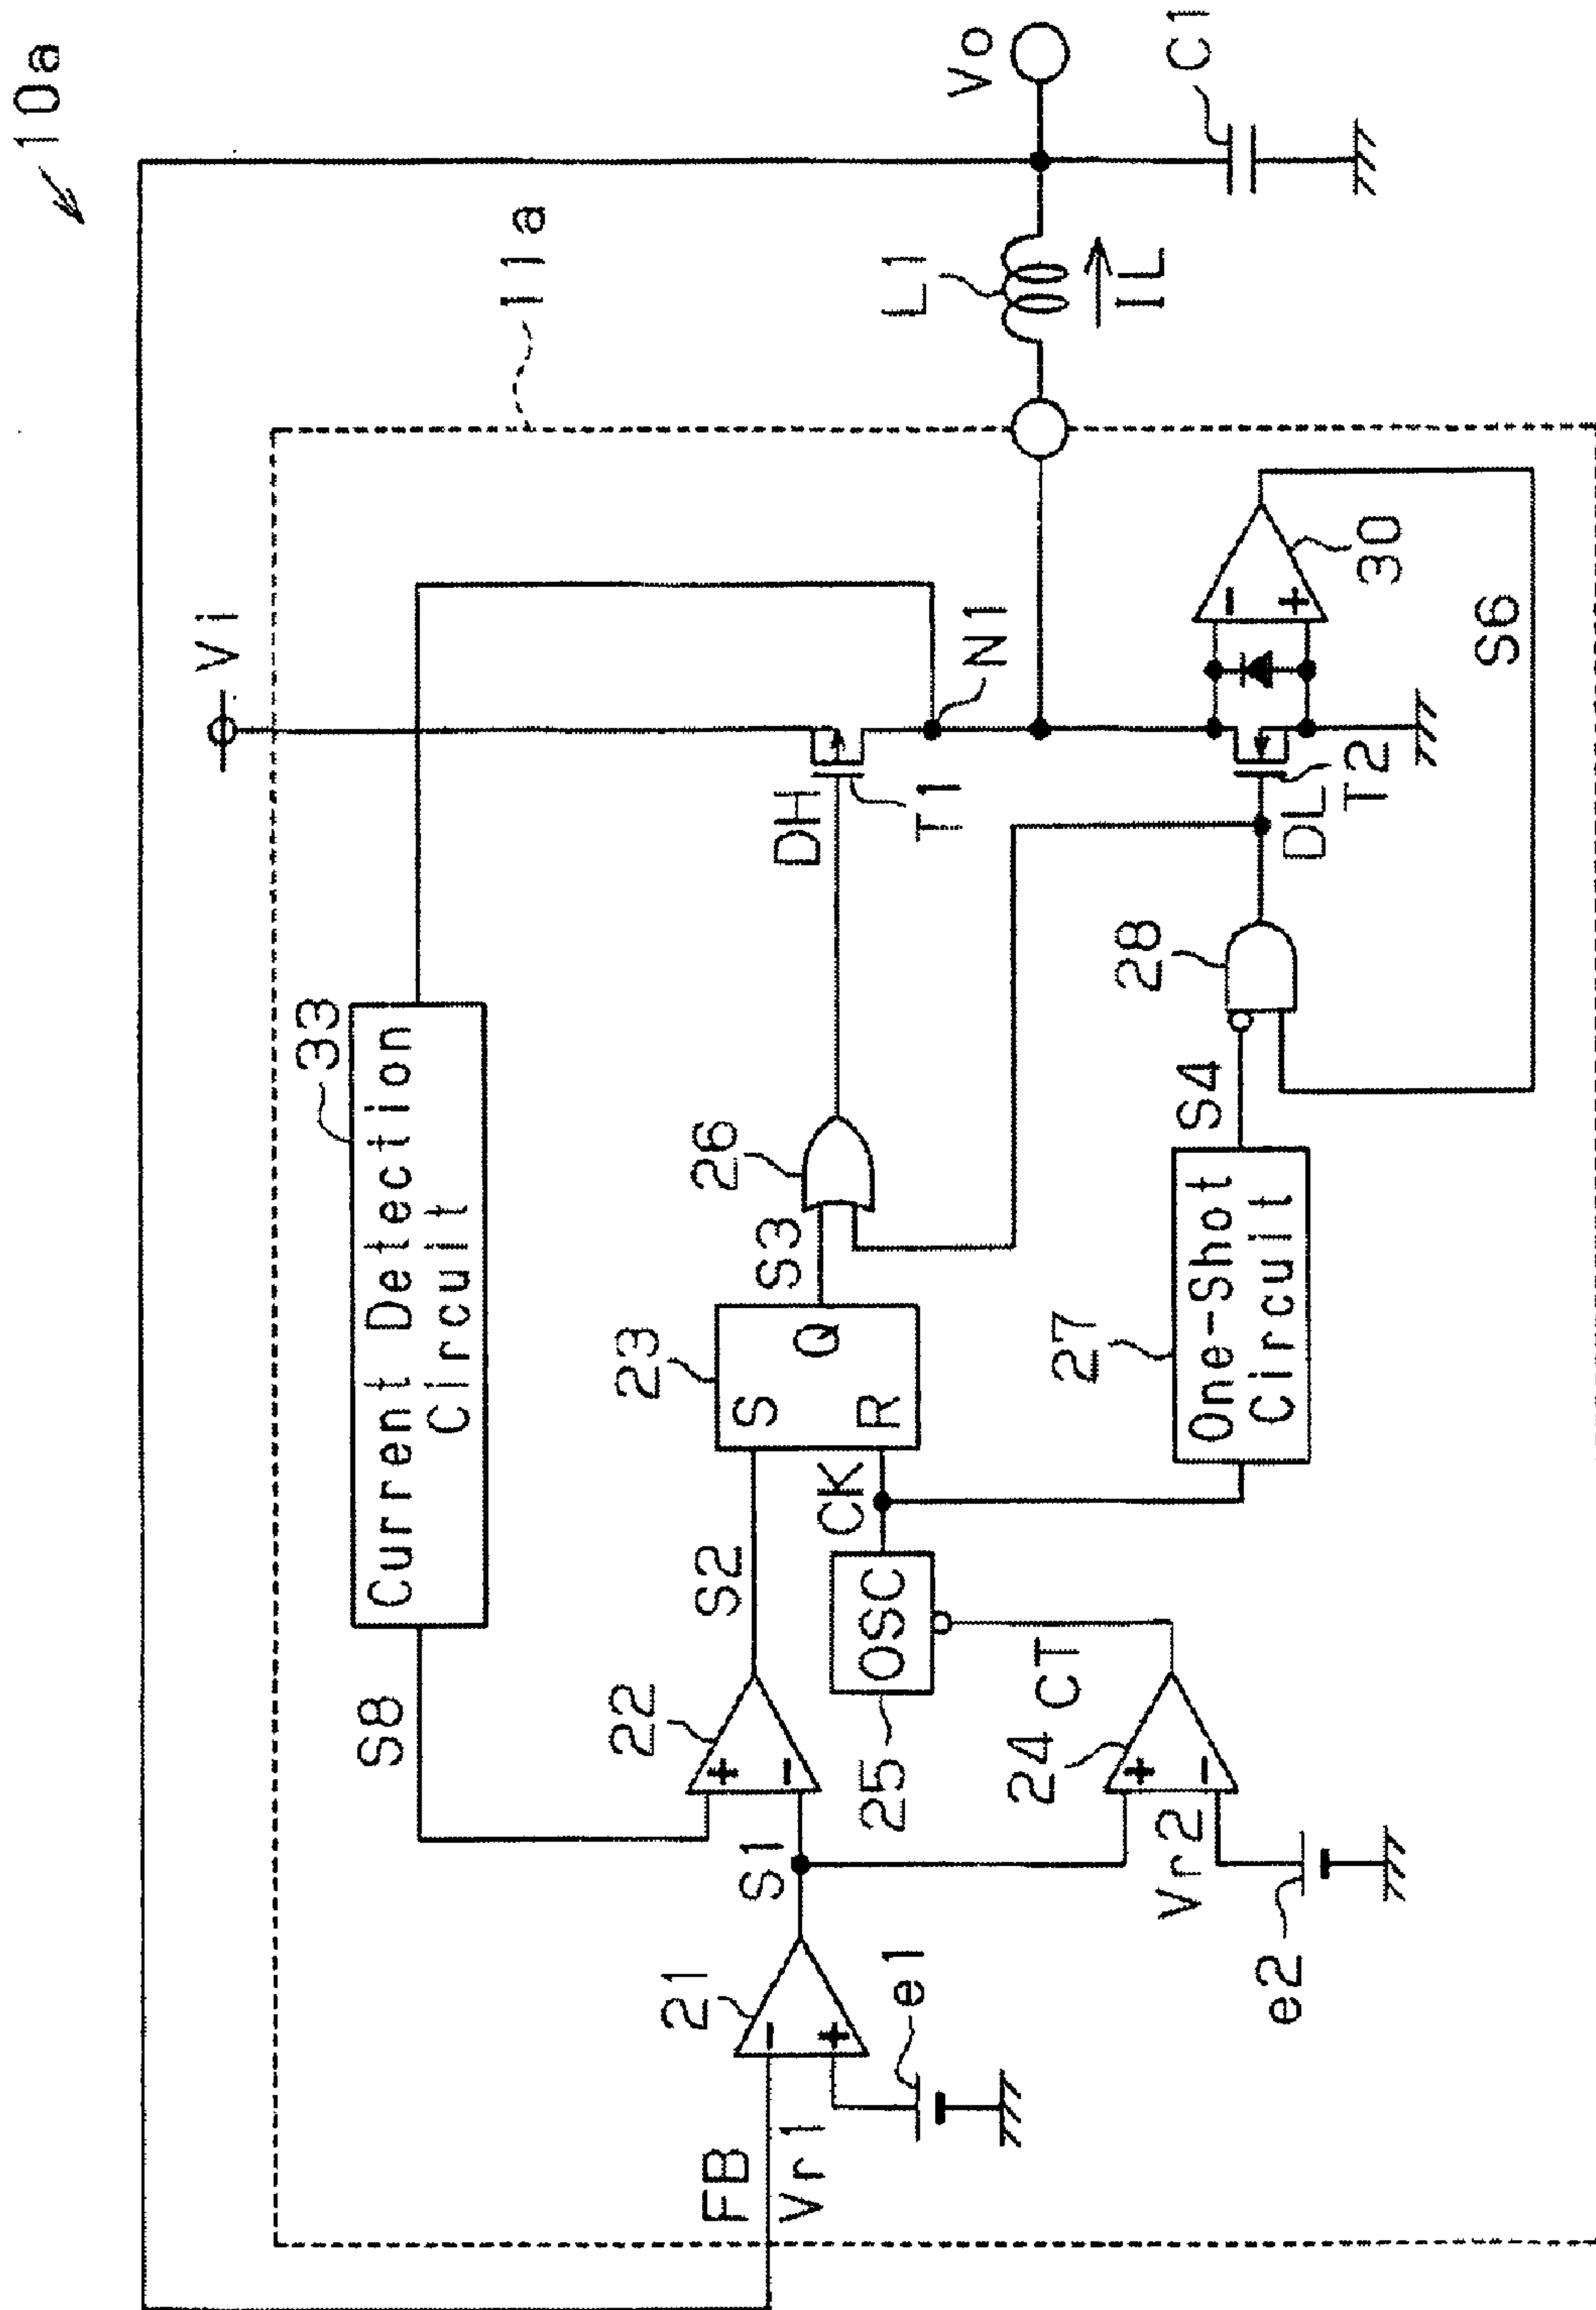 10a
11a
Vi
33
Current Detection
Circuit
S8
22
+
-
S2
S1
21
-
+
FB
Vr1
e1
23
S
R
Q
S3
26
DH
T1
N1
L1
IL
Vo
C1
CK
OSC
25
CT
24
+
-
Vr2
e2
27
One-Shot
Circuit
S4
28
DL
T2
-
+
30
S6